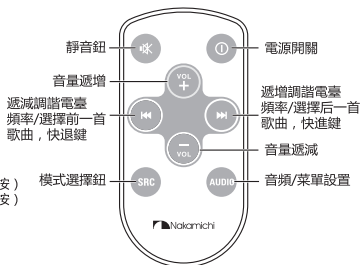 靜音鈕
電源開關
音量遞增
VOL
+
遞減調諧電臺
頻率/選擇前一首
歌曲，快退鍵
遞增調諧電臺
頻率/選擇后一首
歌曲，快進鍵
−
VOL
音量遞減
安）
安）
模式選擇鈕
SRC
AUDIO
音頻/菜單設置
Nakamichi